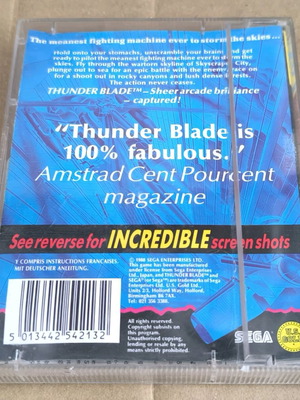 The meanest fighting machine ever to storm the skies...
Hold onto your stomachs, unscramble your brains and get
ready to pilot the meanest fighting machine ever to storm the
skies. Fly through the war torn skyline of Skyscraper City,
plunge out to sea for an epic battle with the enemy, race on
for a shoot out in rocky canyons and lush dense forests.
The action never ceases.
THUNDER BLADE™ – Sheer arcade brilliance
– captured!
“Thunder Blade is
100% fabulous.”
Amstrad Cent Pourcent
magazine
See reverse for INCREDIBLE screen shots
Y COMPRIS INSTRUCTIONS FRANCAISES.
MIT DEUTSCHER ANLEITUNG.
© 1988 SEGA ENTERPRISES LTD.
This game has been manufactured
under license from Sega Enterprises
Ltd., Japan, and THUNDER BLADE™ and
SEGA® (or Sega™) are trademarks of Sega
Enterprises Ltd. U.S. Gold Ltd.,
Units 2/3, Holford Way, Holford,
Birmingham B6 7AX.
Tel: 021 356 3388.
5 013442 542132
All rights reserved.
Copyright subsists on
this program.
Unauthorised copying,
lending or resale by any
means strictly prohibited.
SEGA
U.S.
GOLD